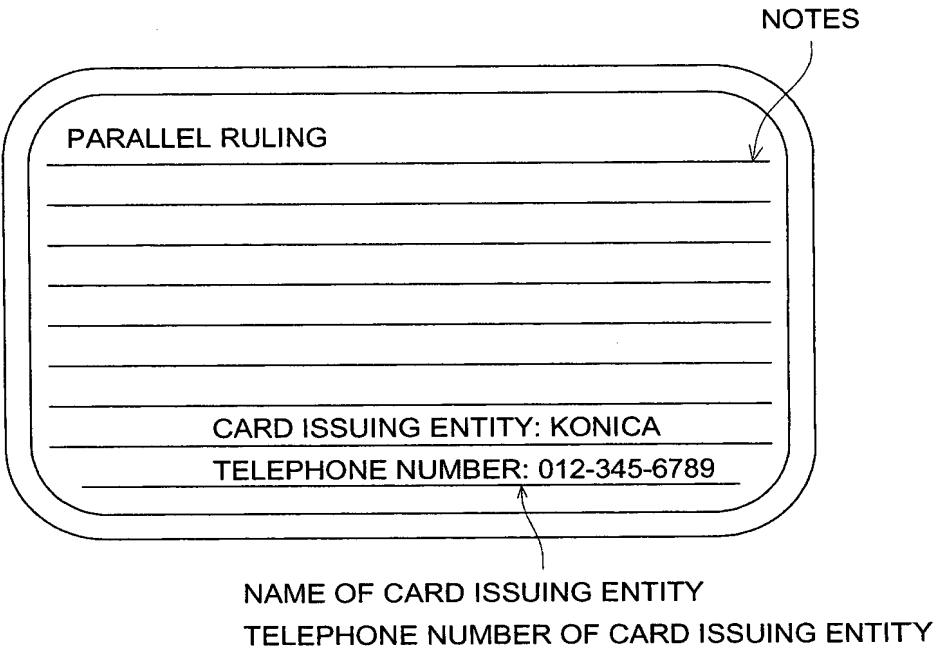 NOTES
PARALLEL RULING
CARD ISSUING ENTITY: KONICA
TELEPHONE NUMBER: 012-345-6789
NAME OF CARD ISSUING ENTITY
TELEPHONE NUMBER OF CARD ISSUING ENTITY